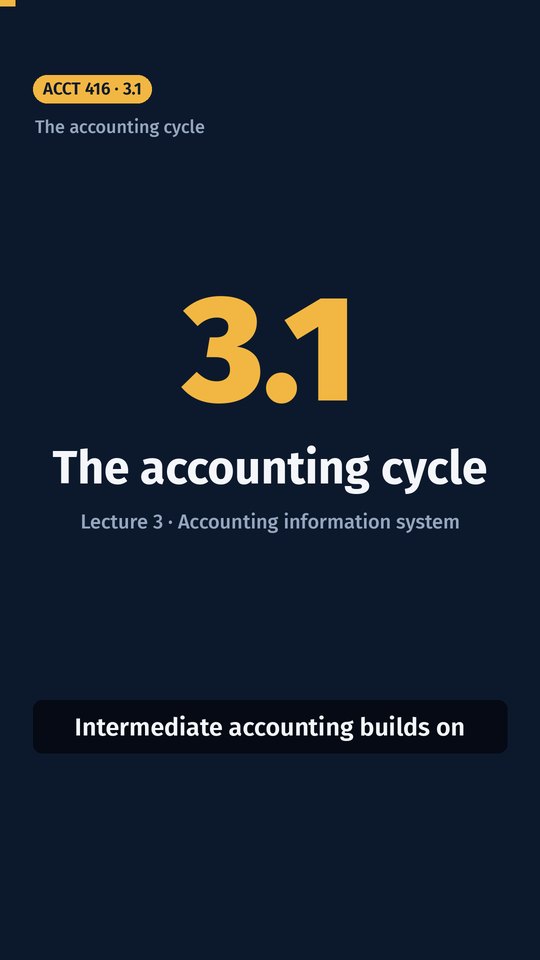 ACCT 416 · 3.1
The accounting cycle
3.1
The accounting cycle
Lecture 3 · Accounting information system
Intermediate accounting builds on